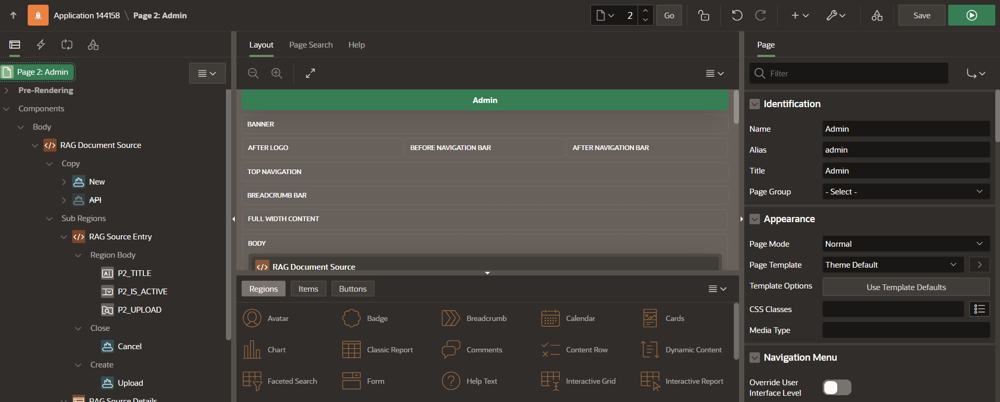 Application 144158 \ Page 2: Admin
2
Go
Save
Page 2: Admin
Pre-Rendering
Components
Body
RAG Document Source
Copy
New
API
Sub Regions
RAG Source Entry
Region Body
P2_TITLE
P2_IS_ACTIVE
P2_UPLOAD
Close
Cancel
Create
Upload
RAG Source Details
Layout Page Search Help
Admin
BANNER
AFTER LOGO BEFORE NAVIGATION BAR AFTER NAVIGATION BAR
TOP NAVIGATION
BREADCRUMB BAR
FULL WIDTH CONTENT
BODY
RAG Document Source
Regions Items Buttons
Avatar Badge Breadcrumb Calendar Cards
Chart Classic Report Comments Content Row Dynamic Content
Faceted Search Form Help Text Interactive Grid Interactive Report
Page
Filter
Identification
Name Admin
Alias admin
Title Admin
Page Group - Select -
Appearance
Page Mode Normal
Page Template Theme Default
Template Options Use Template Defaults
CSS Classes
Media Type
Navigation Menu
Override User
Interface Level